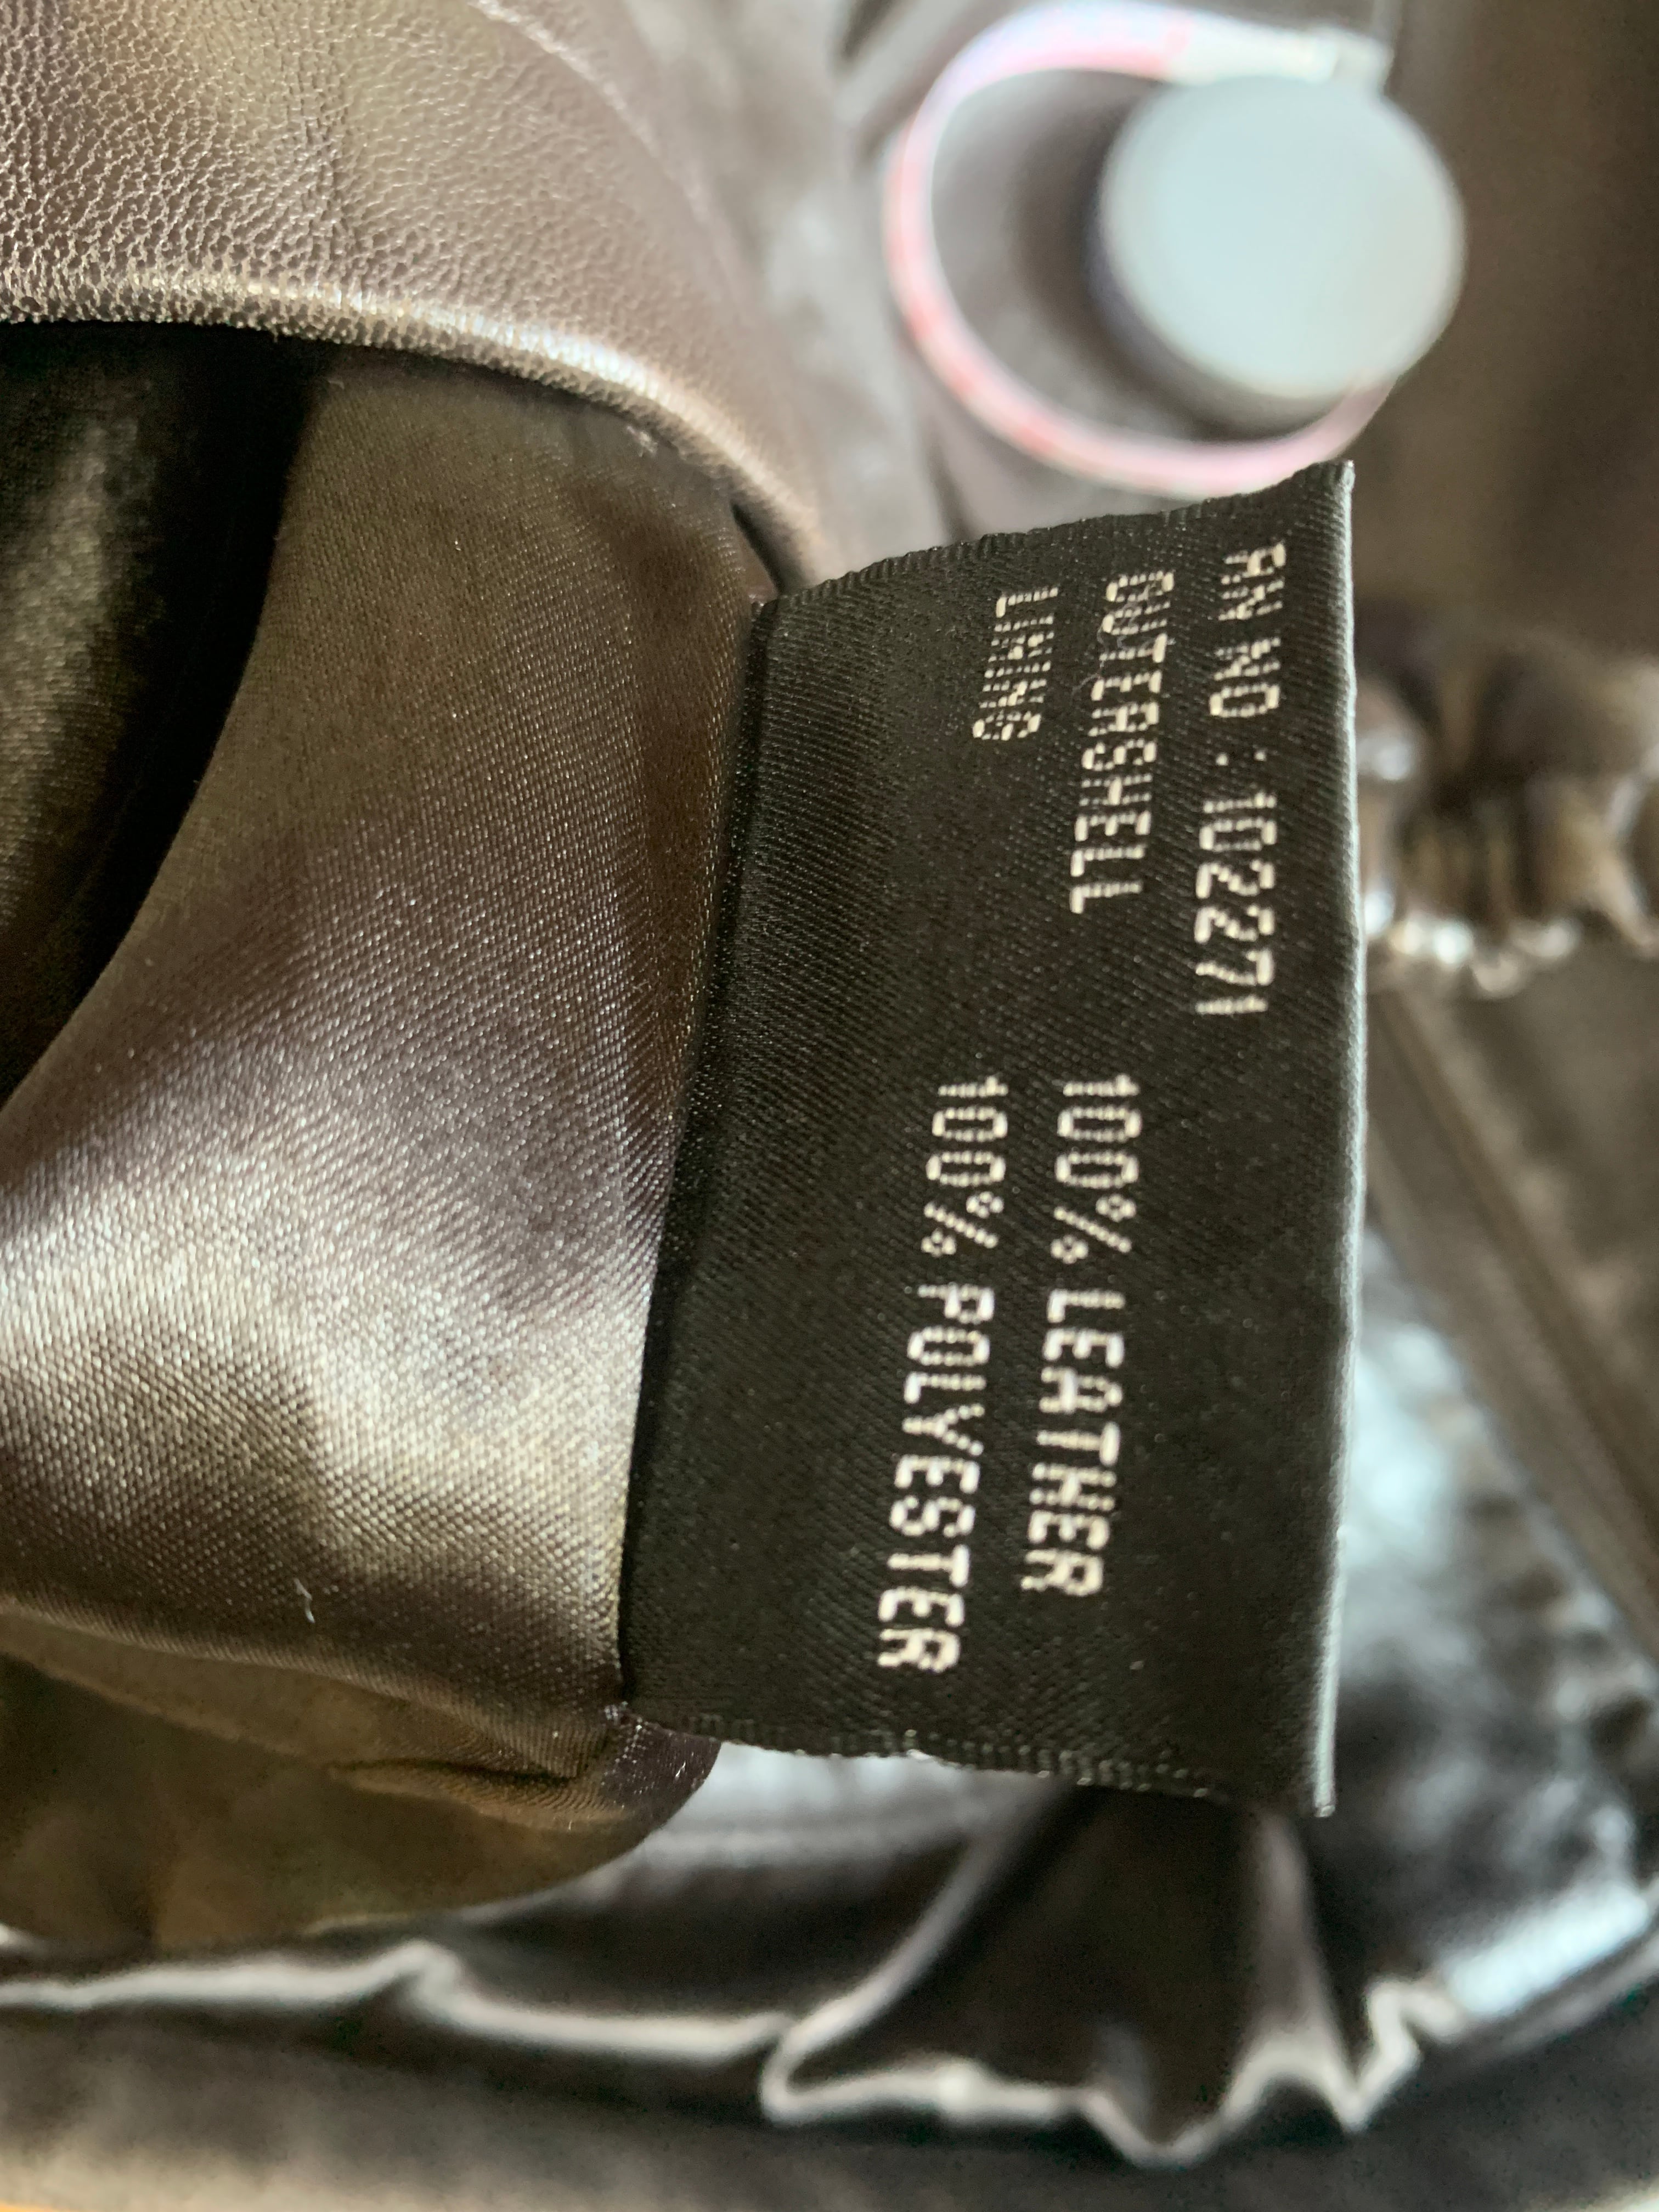 RN NO : 102271
OUTERSHELL 100% LEATHER
LINING 100% POLYESTER